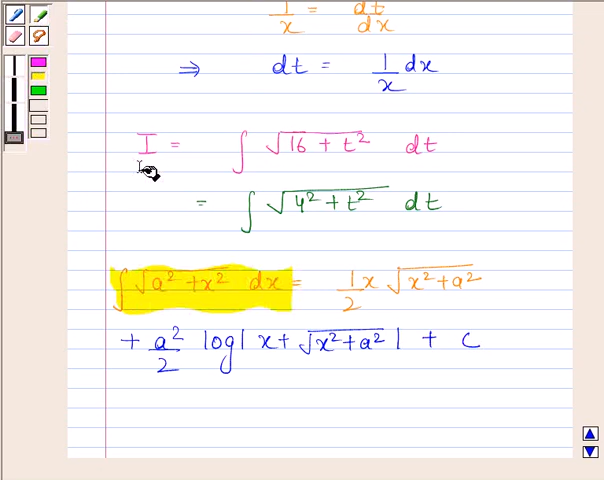 1/x = dt/dx
⇒ dt = 1/x dx
I = ∫ √16 + t² dt
= ∫ √4² + t² dt
∫ √a² + x² dx = 1/2 x √x² + a²
+ a²/2 log| x + √x² + a² | + c